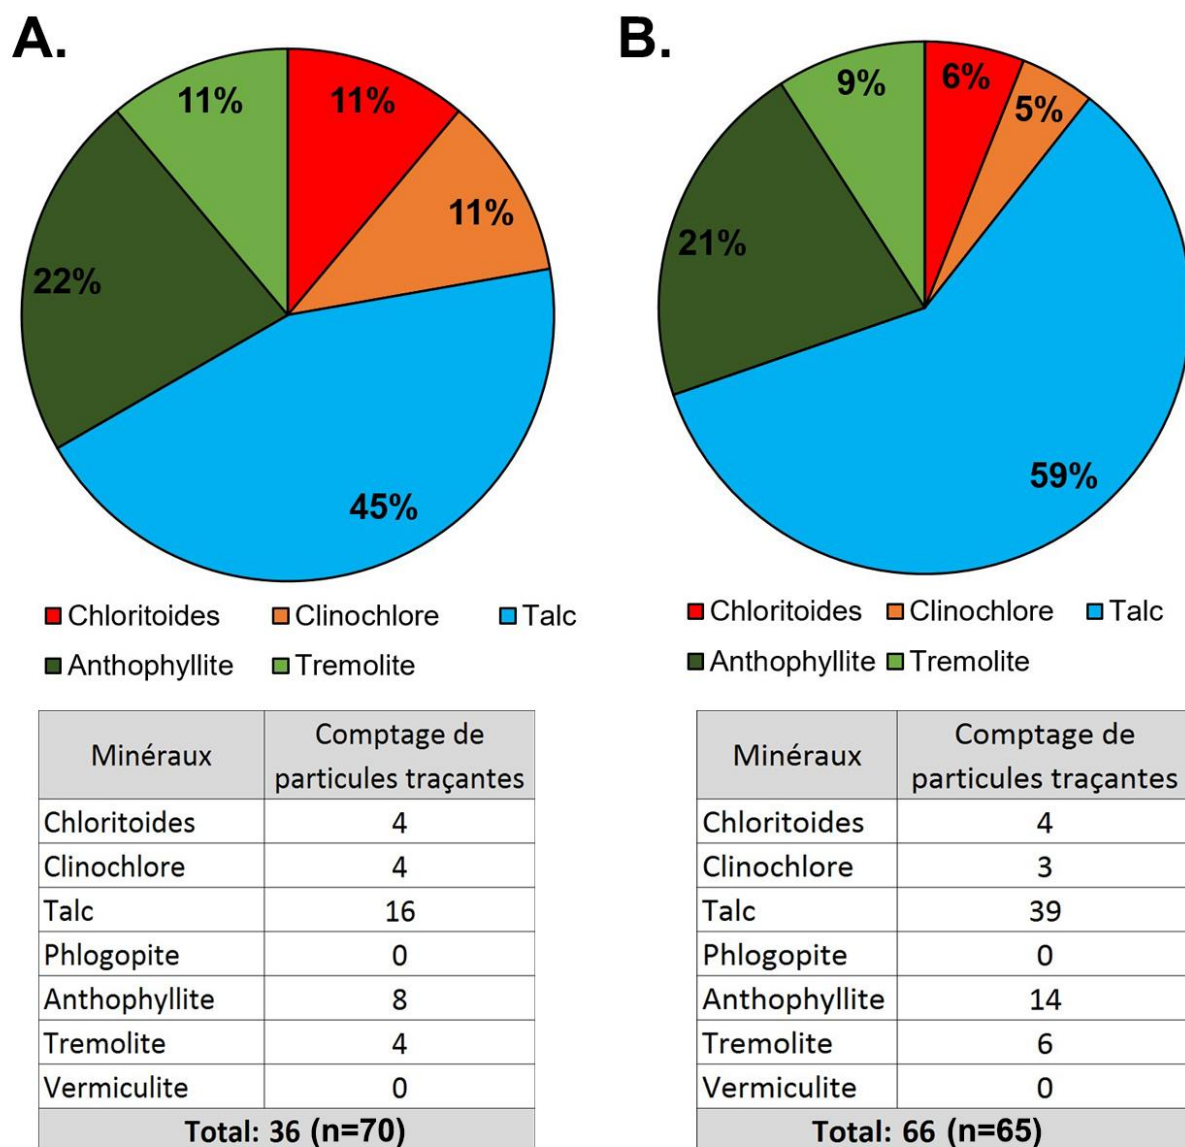 A.
11%
11%
11%
22%
45%
Chloritoides Clinochlore Talc
Anthophyllite Tremolite
Minéraux Comptage de particules traçantes
Chloritoides 4
Clinochlore 4
Talc 16
Phlogopite 0
Anthophyllite 8
Tremolite 4
Vermiculite 0
Total: 36 (n=70)
B.
9%
6%
5%
21%
59%
Chloritoides Clinochlore Talc
Anthophyllite Tremolite
Minéraux Comptage de particules traçantes
Chloritoides 4
Clinochlore 3
Talc 39
Phlogopite 0
Anthophyllite 14
Tremolite 6
Vermiculite 0
Total: 66 (n=65)